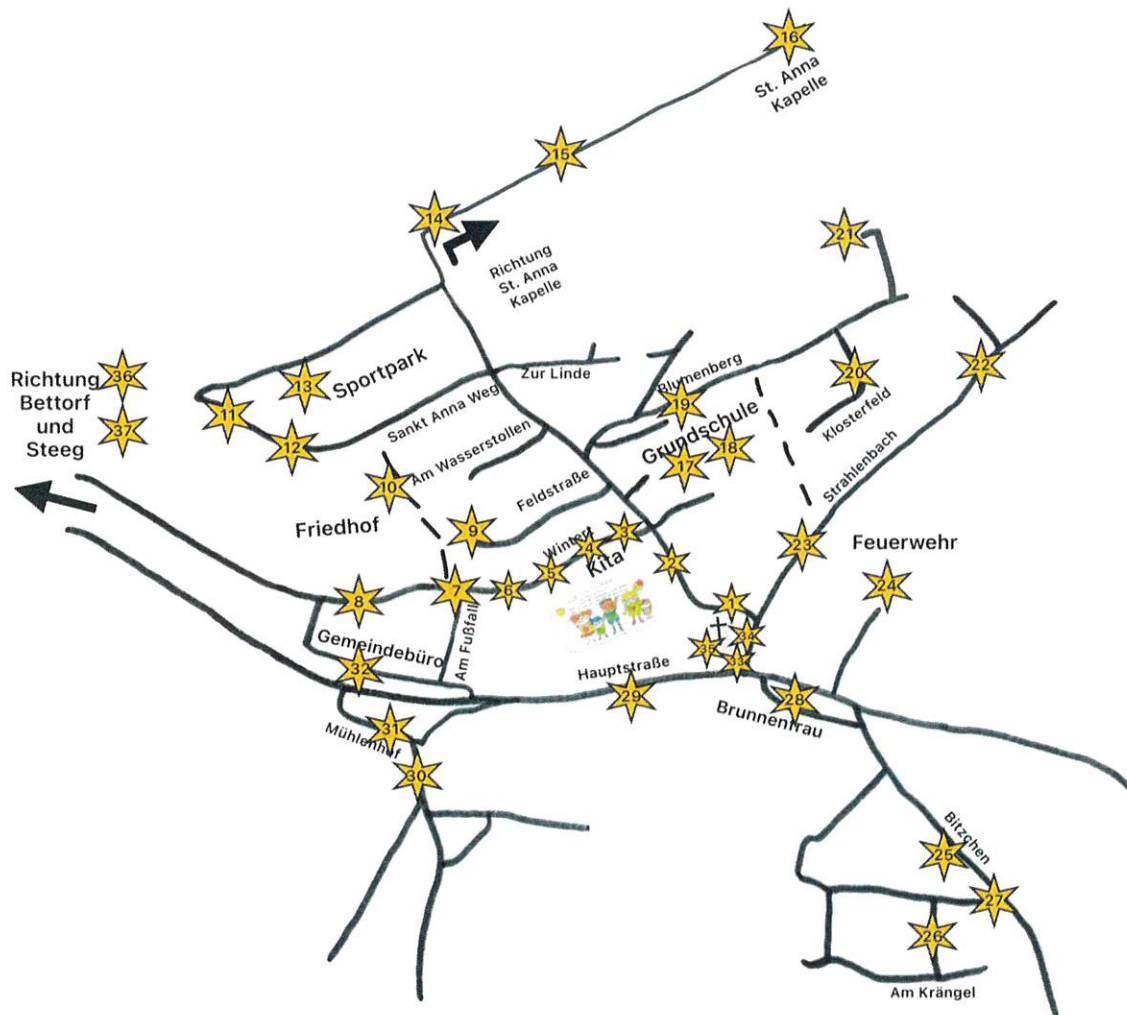 16
St. Anna
Kapelle
15
14
Richtung
St. Anna
Kapelle
21
36
Richtung
Bettorf
und
Steeg
37
13
Sportpark
11
12
Zur Linde
Sankt Anna Weg
Blumenberg
19
20
22
Klosterfeld
Grundschule
18
17
Am Wasserstollen
10
Friedhof
Feldstraße
9
Strahlenbach
23
Feuerwehr
24
Wintert
3
4
5
6
7
8
Kita
2
1
34
35
33
Am Fußfall
Gemeindebüro
32
Hauptstraße
29
28
Brunnenfrau
31
Mühlenhof
30
Bitzchen
25
27
26
Am Krängel